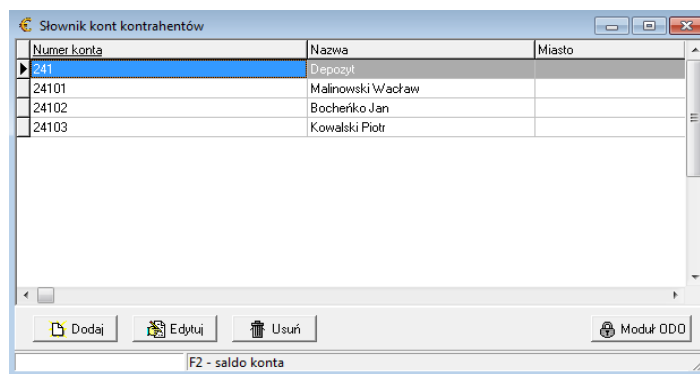 Słownik kont kontrahentów
Numer konta Nazwa Miasto
241 Depozyt
24101 Malinowski Wacław
24102 Bocheńko Jan
24103 Kowalski Piotr
Dodaj Edytuj Usuń Moduł ODO
F2 - saldo konta